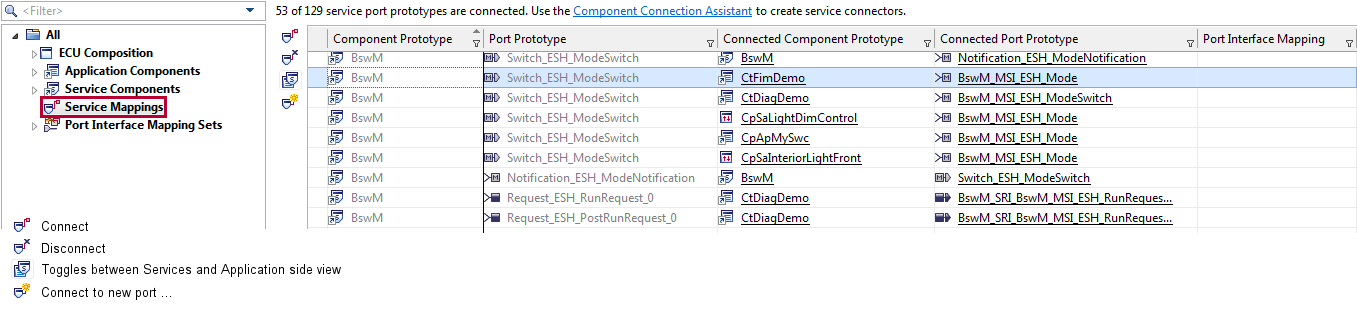 <Filter>
53 of 129 service port prototypes are connected. Use the Component Connection Assistant to create service connectors.
All
ECU Composition
Application Components
Service Components
Service Mappings
Port Interface Mapping Sets
Component Prototype Port Prototype Connected Component Prototype Connected Port Prototype Port Interface Mapping
BswM Switch_ESH_ModeSwitch BswM Notification_ESH_ModeNotification
BswM Switch_ESH_ModeSwitch CtFimDemo BswM_MSI_ESH_Mode
BswM Switch_ESH_ModeSwitch CtDiagDemo BswM_MSI_ESH_ModeSwitch
BswM Switch_ESH_ModeSwitch CpSaLightDimControl BswM_MSI_ESH_Mode
BswM Switch_ESH_ModeSwitch CpApMySwc BswM_MSI_ESH_Mode
BswM Switch_ESH_ModeSwitch CpSaInteriorLightFront BswM_MSI_ESH_Mode
BswM Notification_ESH_ModeNotification BswM Switch_ESH_ModeSwitch
BswM Request_ESH_RunRequest_0 CtDiagDemo BswM_SRI_BswM_MSI_ESH_RunReques...
BswM Request_ESH_PostRunRequest_0 CtDiagDemo BswM_SRI_BswM_MSI_ESH_RunReques...
Connect
Disconnect
Toggles between Services and Application side view
Connect to new port ...